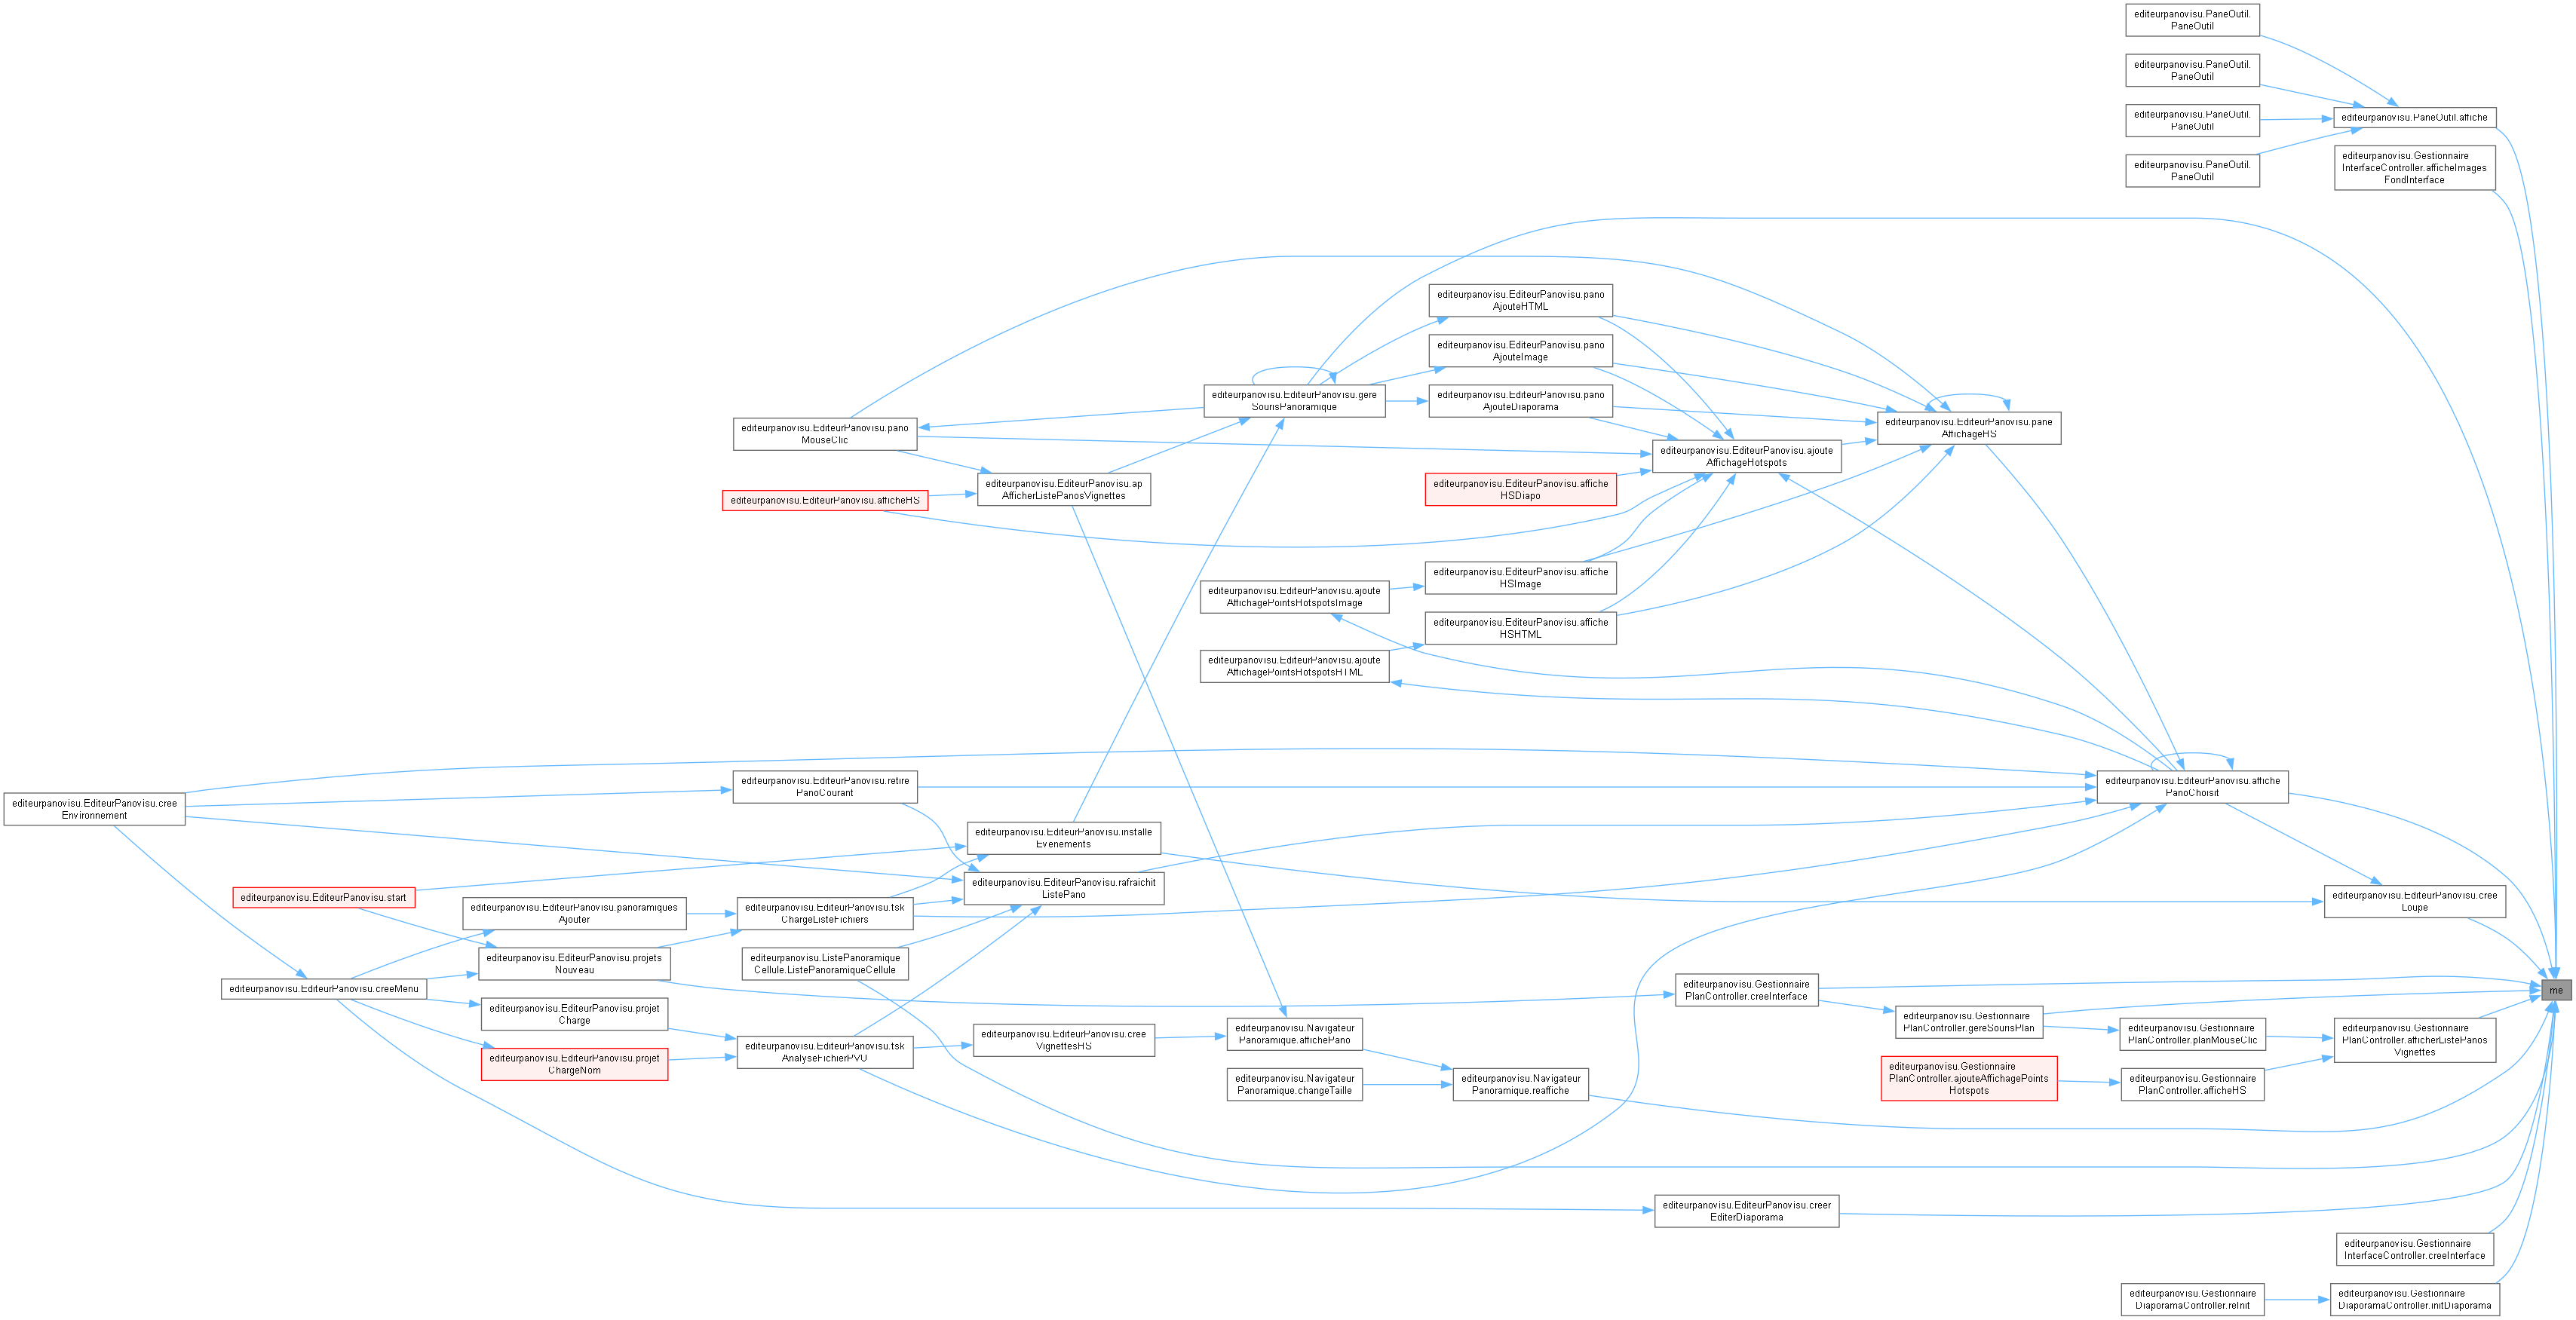 editeurpanovisu.PaneOutil.
PaneOutil
editeurpanovisu.PaneOutil.
PaneOutil
editeurpanovisu.PaneOutil.
PaneOutil
editeurpanovisu.PaneOutil.
PaneOutil
editeurpanovisu.PaneOutil.affiche
editeurpanovisu.Gestionnaire
InterfaceController.afficheImages
FondInterface
editeurpanovisu.EditeurPanovisu.pano
AjouteHTML
editeurpanovisu.EditeurPanovisu.pano
AjouteImage
editeurpanovisu.EditeurPanovisu.pano
AjouteDiaporama
editeurpanovisu.EditeurPanovisu.gere
SourisPanoramique
editeurpanovisu.EditeurPanovisu.pano
MouseClic
editeurpanovisu.EditeurPanovisu.pane
AffichageHS
editeurpanovisu.EditeurPanovisu.ajoute
AffichageHotspots
editeurpanovisu.EditeurPanovisu.affiche
HSDiapo
editeurpanovisu.EditeurPanovisu.ap
AfficherListePanosVignettes
editeurpanovisu.EditeurPanovisu.afficheHS
editeurpanovisu.EditeurPanovisu.affiche
HSImage
editeurpanovisu.EditeurPanovisu.ajoute
AffichagePointsHotspotsImage
editeurpanovisu.EditeurPanovisu.affiche
HSHTML
editeurpanovisu.EditeurPanovisu.ajoute
AffichagePointsHotspotsHTML
editeurpanovisu.EditeurPanovisu.affiche
PanoChoisit
editeurpanovisu.EditeurPanovisu.retire
PanoCourant
editeurpanovisu.EditeurPanovisu.cree
Environnement
editeurpanovisu.EditeurPanovisu.installe
Evenements
editeurpanovisu.EditeurPanovisu.rafraichit
ListePano
editeurpanovisu.EditeurPanovisu.start
editeurpanovisu.EditeurPanovisu.panoramiques
Ajouter
editeurpanovisu.EditeurPanovisu.tsk
ChargeListeFichiers
editeurpanovisu.EditeurPanovisu.cree
Loupe
editeurpanovisu.EditeurPanovisu.projets
Nouveau
editeurpanovisu.ListePanoramique
Cellule.ListePanoramiqueCellule
editeurpanovisu.EditeurPanovisu.creeMenu
editeurpanovisu.Gestionnaire
PlanController.creeInterface
me
editeurpanovisu.EditeurPanovisu.projet
Charge
editeurpanovisu.Gestionnaire
PlanController.gereSourisPlan
editeurpanovisu.Gestionnaire
PlanController.planMouseClic
editeurpanovisu.Gestionnaire
PlanController.afficherListePanos
Vignettes
editeurpanovisu.EditeurPanovisu.cree
VignettesHS
editeurpanovisu.Navigateur
Panoramique.affichePano
editeurpanovisu.EditeurPanovisu.tsk
AnalyseFichierPVU
editeurpanovisu.EditeurPanovisu.projet
ChargeNom
editeurpanovisu.Navigateur
Panoramique.changeTaille
editeurpanovisu.Navigateur
Panoramique.reaffiche
editeurpanovisu.Gestionnaire
PlanController.ajouteAffichagePoints
Hotspots
editeurpanovisu.Gestionnaire
PlanController.afficheHS
editeurpanovisu.EditeurPanovisu.creer
EditerDiaporama
editeurpanovisu.Gestionnaire
InterfaceController.creeInterface
editeurpanovisu.Gestionnaire
DiaporamaController.reInit
editeurpanovisu.Gestionnaire
DiaporamaController.initDiaporama